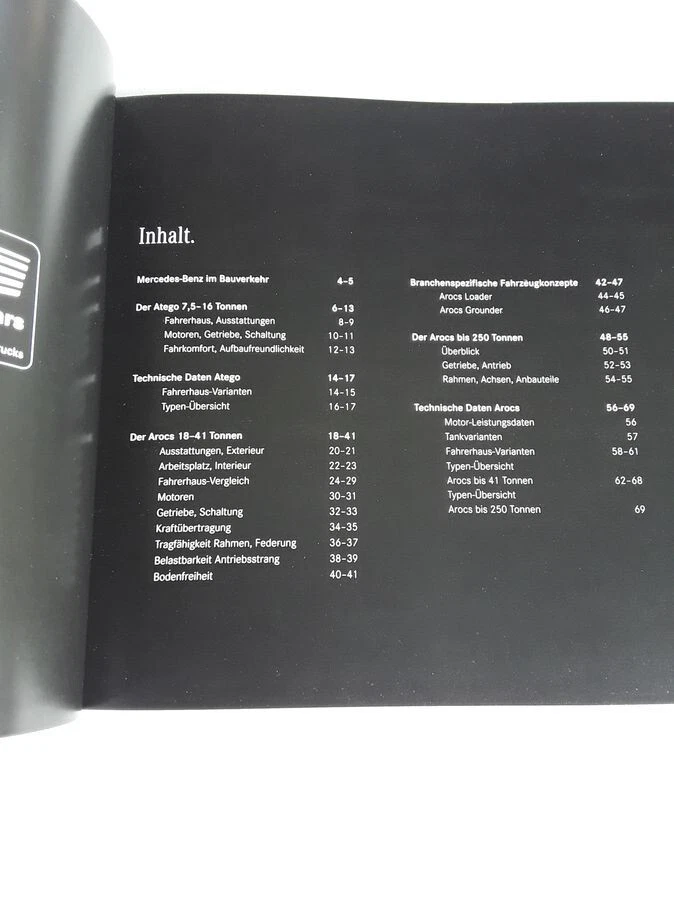 Inhalt.
Mercedes-Benz im Bauverkehr 4–5
Der Atego 7,5–16 Tonnen 6–13
Fahrerhaus, Ausstattungen 8–9
Motoren, Getriebe, Schaltung 10–11
Fahrkomfort, Aufbaufreundlichkeit 12–13
Technische Daten Atego 14–17
Fahrerhaus-Varianten 14–15
Typen-Übersicht 16–17
Der Arocs 18–41 Tonnen 18–41
Ausstattungen, Exterieur 20–21
Arbeitsplatz, Interieur 22–23
Fahrerhaus-Vergleich 24–29
Motoren 30–31
Getriebe, Schaltung 32–33
Kraftübertragung 34–35
Tragfähigkeit Rahmen, Federung 36–37
Belastbarkeit Antriebsstrang 38–39
Bodenfreiheit 40–41
Branchenspezifische Fahrzeugkonzepte 42–47
Arocs Loader 44–45
Arocs Grounder 46–47
Der Arocs bis 250 Tonnen 48–55
Überblick 50–51
Getriebe, Antrieb 52–53
Rahmen, Achsen, Anbauteile 54–55
Technische Daten Arocs 56–69
Motor-Leistungsdaten 56
Tankvarianten 57
Fahrerhaus-Varianten 58–61
Typen-Übersicht
Arocs bis 41 Tonnen 62–68
Typen-Übersicht
Arocs bis 250 Tonnen 69